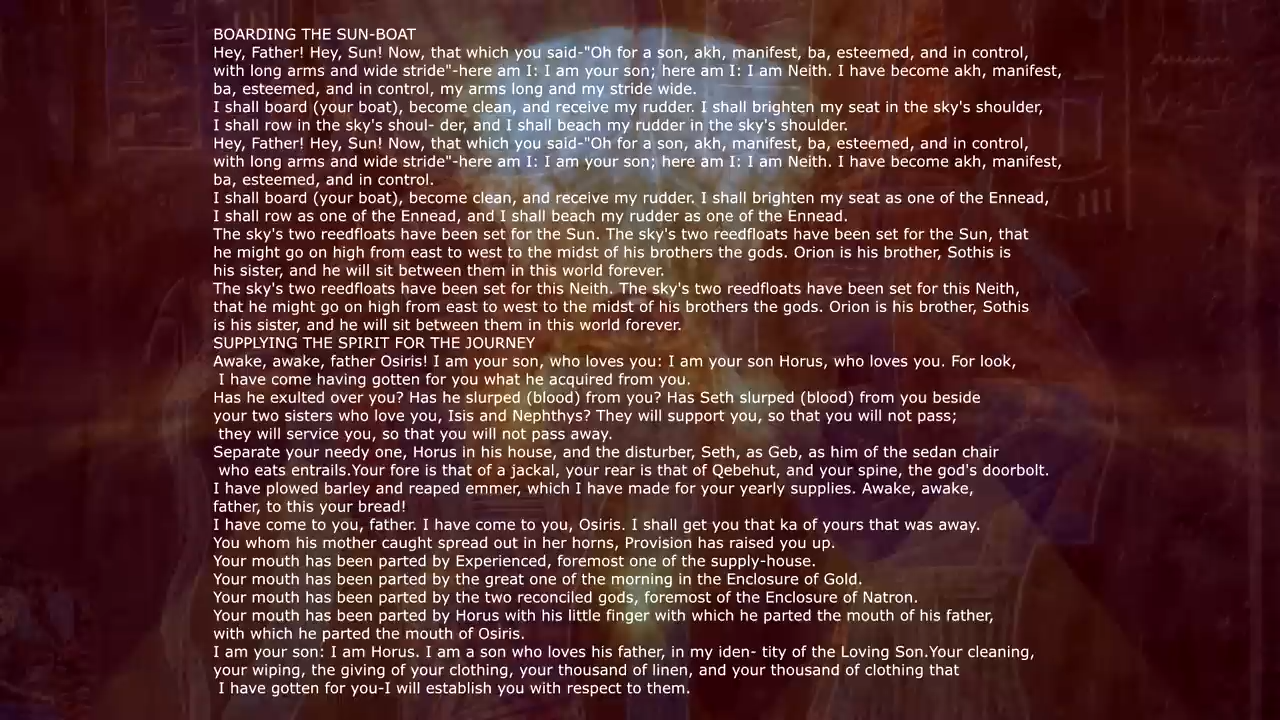 BOARDING THE SUN-BOAT
Hey, Father! Hey, Sun! Now, that which you said-"Oh for a son, akh, manifest, ba, esteemed, and in control,
with long arms and wide stride"-here am I: I am your son; here am I: I am Neith. I have become akh, manifest,
ba, esteemed, and in control, my arms long and my stride wide.
I shall board (your boat), become clean, and receive my rudder. I shall brighten my seat in the sky's shoulder,
I shall row in the sky's shoul- der, and I shall beach my rudder in the sky's shoulder.
Hey, Father! Hey, Sun! Now, that which you said-"Oh for a son, akh, manifest, ba, esteemed, and in control,
with long arms and wide stride"-here am I: I am your son; here am I: I am Neith. I have become akh, manifest,
ba, esteemed, and in control.
I shall board (your boat), become clean, and receive my rudder. I shall brighten my seat as one of the Ennead,
I shall row as one of the Ennead, and I shall beach my rudder as one of the Ennead.
The sky's two reedfloats have been set for the Sun. The sky's two reedfloats have been set for the Sun, that
he might go on high from east to west to the midst of his brothers the gods. Orion is his brother, Sothis is
his sister, and he will sit between them in this world forever.
The sky's two reedfloats have been set for this Neith. The sky's two reedfloats have been set for this Neith,
that he might go on high from east to west to the midst of his brothers the gods. Orion is his brother, Sothis
is his sister, and he will sit between them in this world forever.
SUPPLYING THE SPIRIT FOR THE JOURNEY
Awake, awake, father Osiris! I am your son, who loves you: I am your son Horus, who loves you. For look,
I have come having gotten for you what he acquired from you.
Has he exulted over you? Has he slurped (blood) from you? Has Seth slurped (blood) from you beside
your two sisters who love you, Isis and Nephthys? They will support you, so that you will not pass;
they will service you, so that you will not pass away.
Separate your needy one, Horus in his house, and the disturber, Seth, as Geb, as him of the sedan chair
who eats entrails.Your fore is that of a jackal, your rear is that of Qebehut, and your spine, the god's doorbolt.
I have plowed barley and reaped emmer, which I have made for your yearly supplies. Awake, awake,
father, to this your bread!
I have come to you, father. I have come to you, Osiris. I shall get you that ka of yours that was away.
You whom his mother caught spread out in her horns, Provision has raised you up.
Your mouth has been parted by Experienced, foremost one of the supply-house.
Your mouth has been parted by the great one of the morning in the Enclosure of Gold.
Your mouth has been parted by the two reconciled gods, foremost of the Enclosure of Natron.
Your mouth has been parted by Horus with his little finger with which he parted the mouth of his father,
with which he parted the mouth of Osiris.
I am your son: I am Horus. I am a son who loves his father, in my iden- tity of the Loving Son.Your cleaning,
your wiping, the giving of your clothing, your thousand of linen, and your thousand of clothing that
I have gotten for you-I will establish you with respect to them.